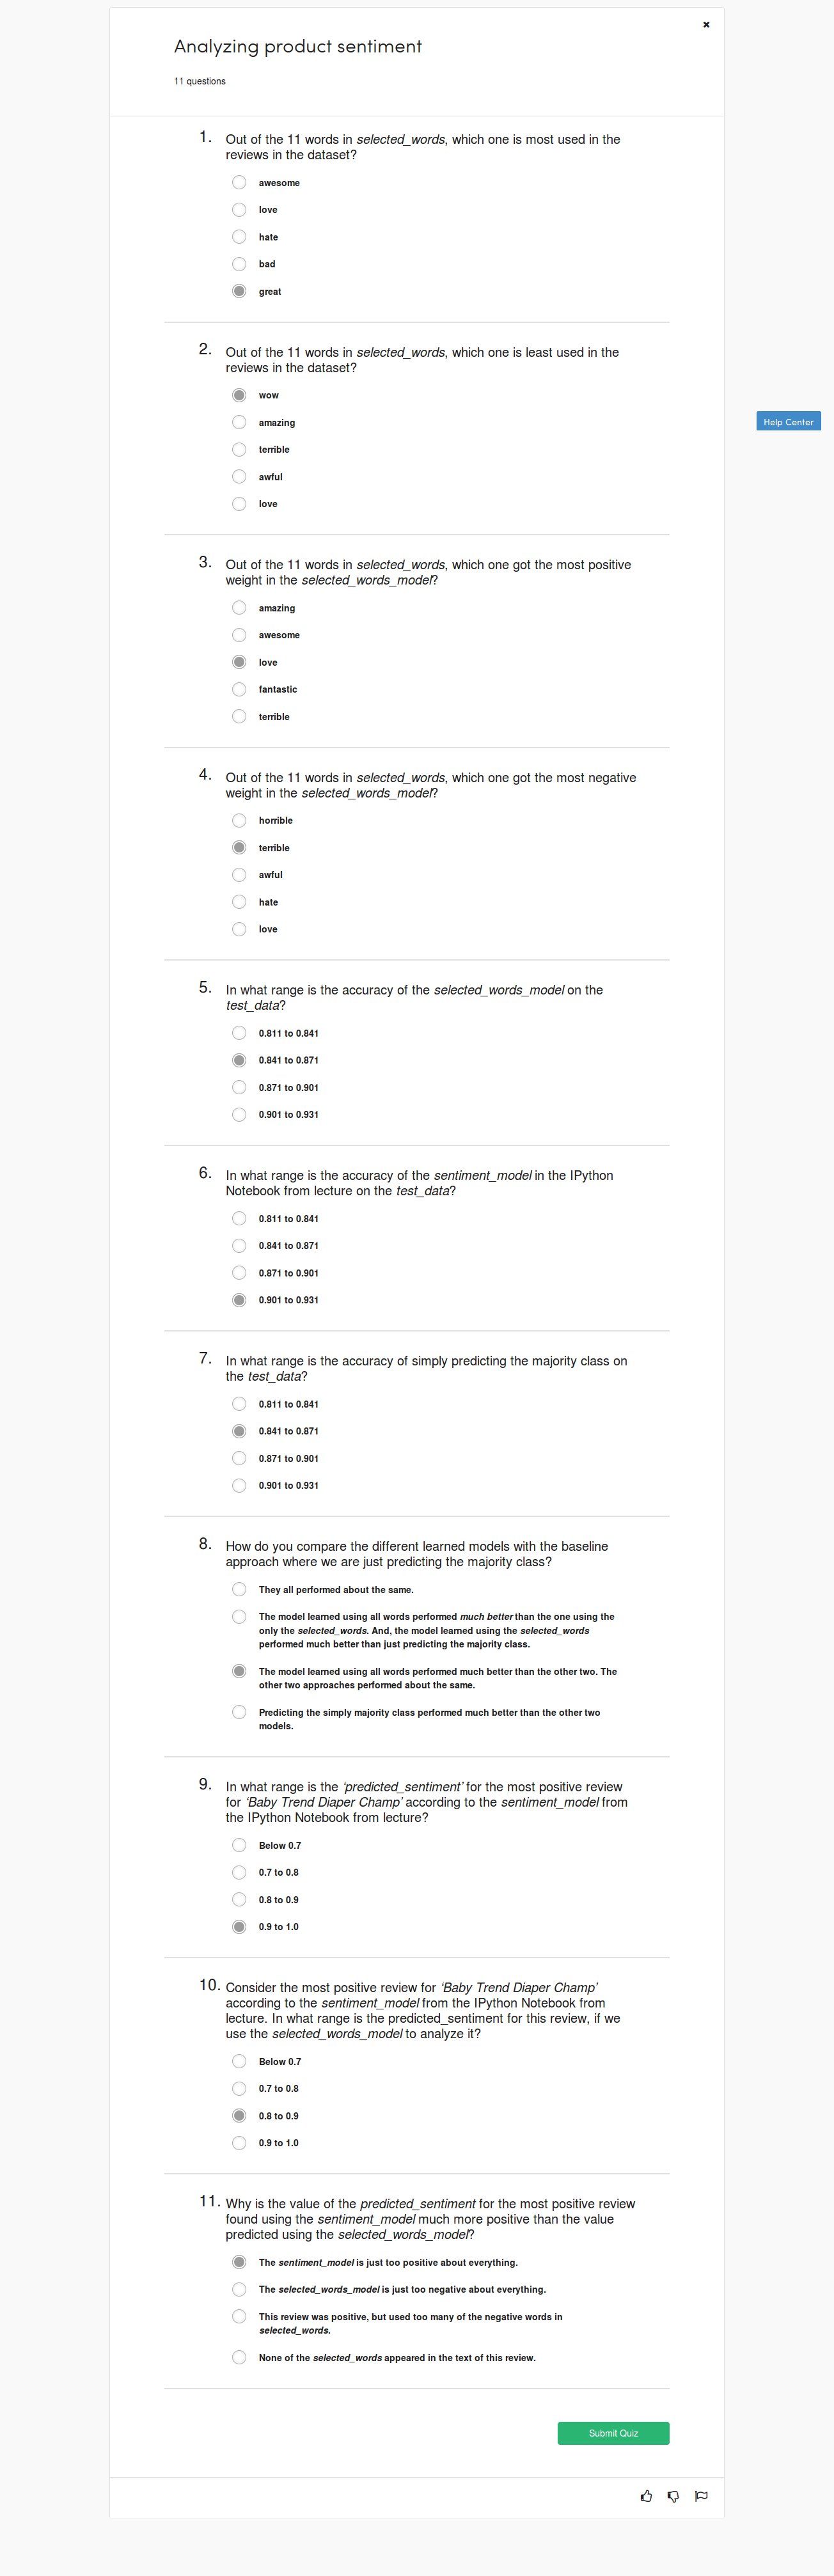 ✖
Analyzing product sentiment
11 questions
1. Out of the 11 words in selected_words, which one is most used in the
reviews in the dataset?
awesome
love
hate
bad
great
2. Out of the 11 words in selected_words, which one is least used in the
reviews in the dataset?
wow
amazing
Help Center
terrible
awful
love
3. Out of the 11 words in selected_words, which one got the most positive
weight in the selected_words_model?
amazing
awesome
love
fantastic
terrible
4. Out of the 11 words in selected_words, which one got the most negative
weight in the selected_words_model?
horrible
terrible
awful
hate
love
5. In what range is the accuracy of the selected_words_model on the
test_data?
0.811 to 0.841
0.841 to 0.871
0.871 to 0.901
0.901 to 0.931
6. In what range is the accuracy of the sentiment_model in the IPython
Notebook from lecture on the test_data?
0.811 to 0.841
0.841 to 0.871
0.871 to 0.901
0.901 to 0.931
7. In what range is the accuracy of simply predicting the majority class on
the test_data?
0.811 to 0.841
0.841 to 0.871
0.871 to 0.901
0.901 to 0.931
8. How do you compare the different learned models with the baseline
approach where we are just predicting the majority class?
They all performed about the same.
The model learned using all words performed much better than the one using the
only the selected_words. And, the model learned using the selected_words
performed much better than just predicting the majority class.
The model learned using all words performed much better than the other two. The
other two approaches performed about the same.
Predicting the simply majority class performed much better than the other two
models.
9. In what range is the ‘predicted_sentiment’ for the most positive review
for ‘Baby Trend Diaper Champ’ according to the sentiment_model from
the IPython Notebook from lecture?
Below 0.7
0.7 to 0.8
0.8 to 0.9
0.9 to 1.0
10. Consider the most positive review for ‘Baby Trend Diaper Champ’
according to the sentiment_model from the IPython Notebook from
lecture. In what range is the predicted_sentiment for this review, if we
use the selected_words_model to analyze it?
Below 0.7
0.7 to 0.8
0.8 to 0.9
0.9 to 1.0
11. Why is the value of the predicted_sentiment for the most positive review
found using the sentiment_model much more positive than the value
predicted using the selected_words_model?
The sentiment_model is just too positive about everything.
The selected_words_model is just too negative about everything.
This review was positive, but used too many of the negative words in
selected_words.
None of the selected_words appeared in the text of this review.
Submit Quiz